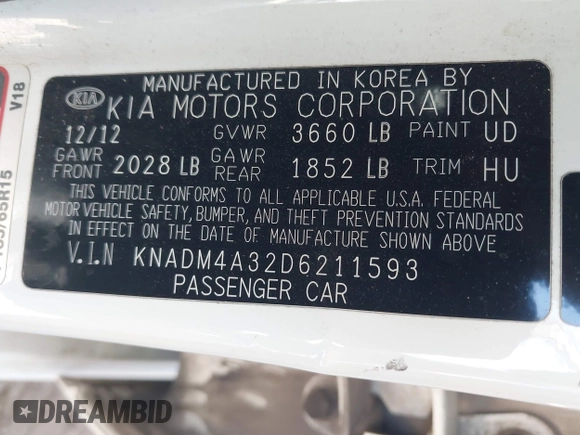 MANUFACTURED IN KOREA BY
KIA KIA MOTORS CORPORATION
12/12 GVWR 3660 LB PAINT UD
GAWR FRONT 2028 LB GAWR REAR 1852 LB TRIM HU
THIS VEHICLE CONFORMS TO ALL APPLICABLE U.S.A. FEDERAL
MOTOR VEHICLE SAFETY, BUMPER, AND THEFT PREVENTION STANDARDS
IN EFFECT ON THE DATE OF MANUFACTURE SHOWN ABOVE
V.I.N KNADM4A32D6211593
PASSENGER CAR
V18
DREAMBID